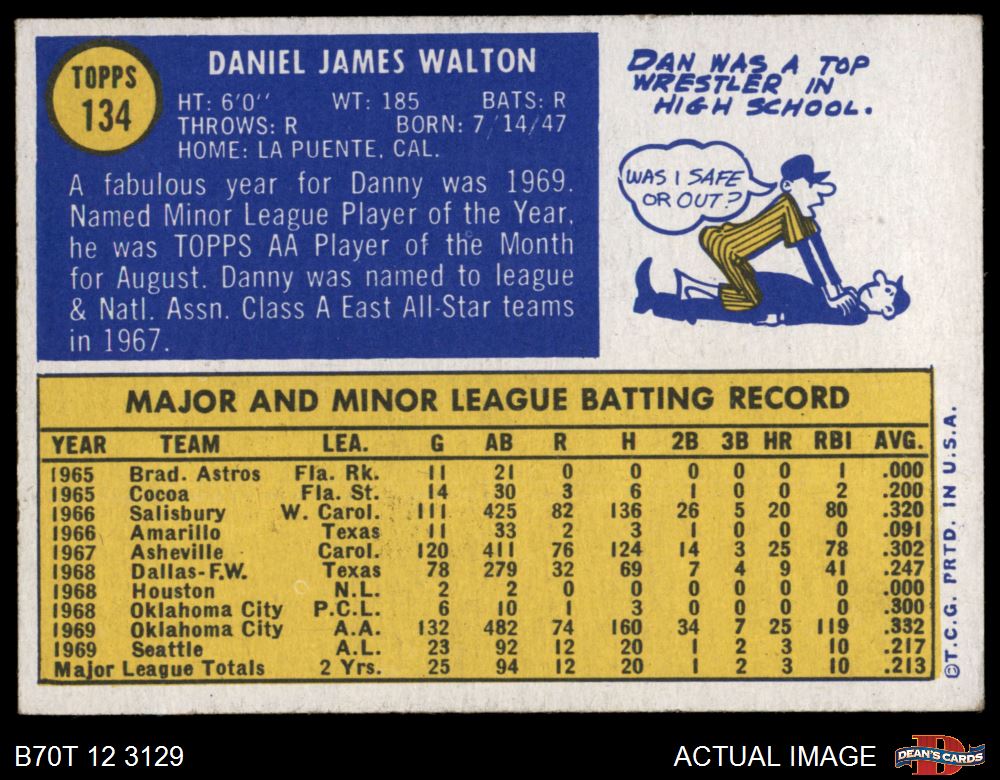 TOPPS
134
DANIEL JAMES WALTON
HT: 6'0'' WT: 185 BATS: R
THROWS: R BORN: 7/14/47
HOME: LA PUENTE, CAL.
A fabulous year for Danny was 1969.
Named Minor League Player of the Year,
he was TOPPS AA Player of the Month
for August. Danny was named to league
& Natl. Assn. Class A East All-Star teams
in 1967.
DAN WAS A TOP
WRESTLER IN
HIGH SCHOOL.
WAS I SAFE
OR OUT?
MAJOR AND MINOR LEAGUE BATTING RECORD
YEAR TEAM LEA. G AB R H 2B 3B HR RBI AVG.
1965 Brad. Astros Fla. Rk. 11 21 0 0 0 0 0 1 .000
1965 Cocoa Fla. St. 14 30 3 6 1 0 0 2 .200
1966 Salisbury W. Carol. 111 425 82 136 26 5 20 80 .320
1966 Amarillo Texas 11 33 2 3 1 0 0 0 .091
1967 Asheville Carol. 120 411 76 124 14 3 25 78 .302
1968 Dallas-F.W. Texas 78 279 32 69 7 4 9 41 .247
1968 Houston N.L. 2 2 0 0 0 0 0 0 .000
1968 Oklahoma City P.C.L. 6 10 1 3 0 0 0 0 .300
1969 Oklahoma City A.A. 132 482 74 160 34 7 25 119 .332
1969 Seattle A.L. 23 92 12 20 1 2 3 10 .217
Major League Totals 2 Yrs. 25 94 12 20 1 2 3 10 .213
©T.C.G. PRTD. IN U.S.A.
B70T 12 3129
ACTUAL IMAGE
D
DEAN'S CARDS